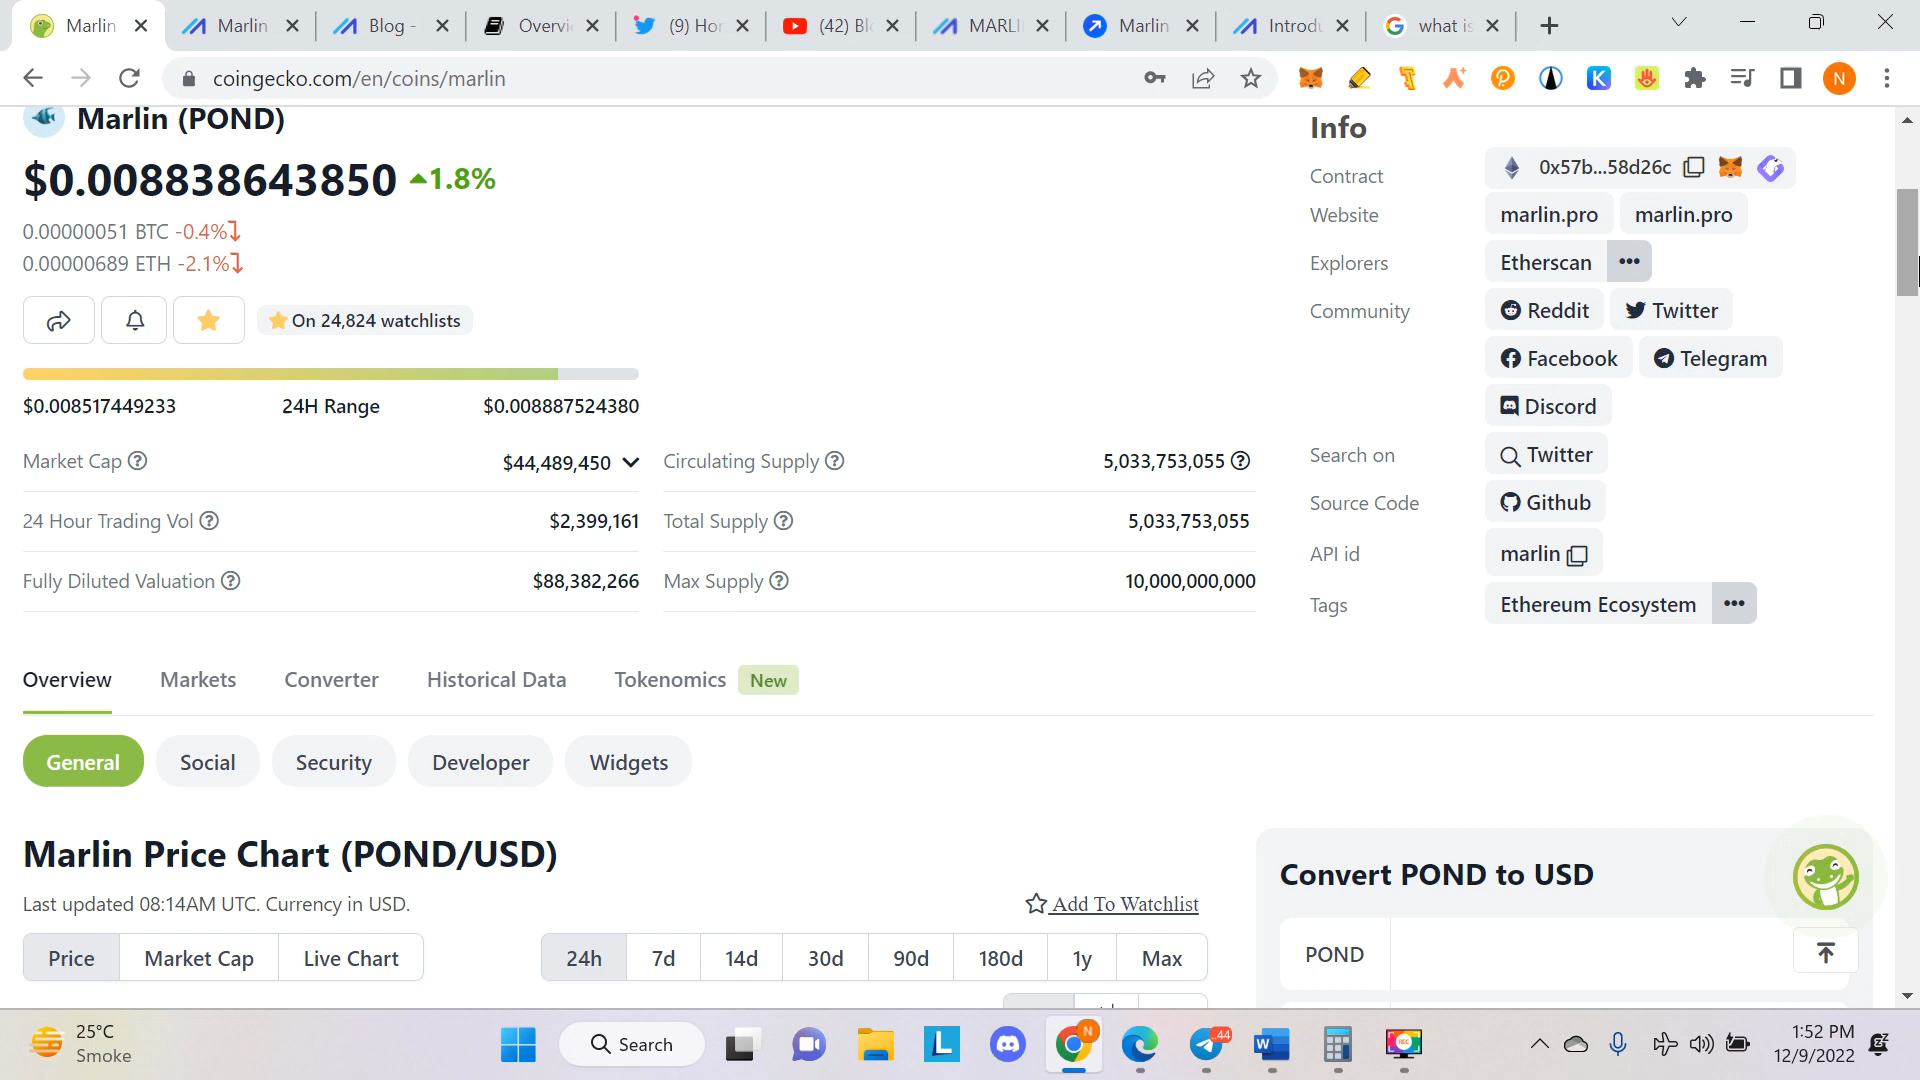 Marlin
Marlin
Blog -
Overvi
(9) Hor
(42) Bl
MARLI
Marlin
Introdu
what is
coingecko.com/en/coins/marlin
N
Marlin (POND)
$0.008838643850 1.8%
0.00000051 BTC -0.4%
0.00000689 ETH -2.1%
On 24,824 watchlists
$0.008517449233 24H Range $0.008887524380
Market Cap $44,489,450
Circulating Supply 5,033,753,055
24 Hour Trading Vol $2,399,161
Total Supply 5,033,753,055
Fully Diluted Valuation $88,382,266
Max Supply 10,000,000,000
Info
Contract 0x57b...58d26c
Website marlin.pro marlin.pro
Explorers Etherscan
Community Reddit Twitter
Facebook Telegram
Discord
Search on Twitter
Source Code Github
API id marlin
Tags Ethereum Ecosystem
Overview Markets Converter Historical Data Tokenomics New
General Social Security Developer Widgets
Marlin Price Chart (POND/USD)
Last updated 08:14AM UTC. Currency in USD.
Add To Watchlist
Price Market Cap Live Chart
24h 7d 14d 30d 90d 180d 1y Max
Convert POND to USD
POND
25°C
Smoke
Search
L
N
44
W
REC
1:52 PM
12/9/2022